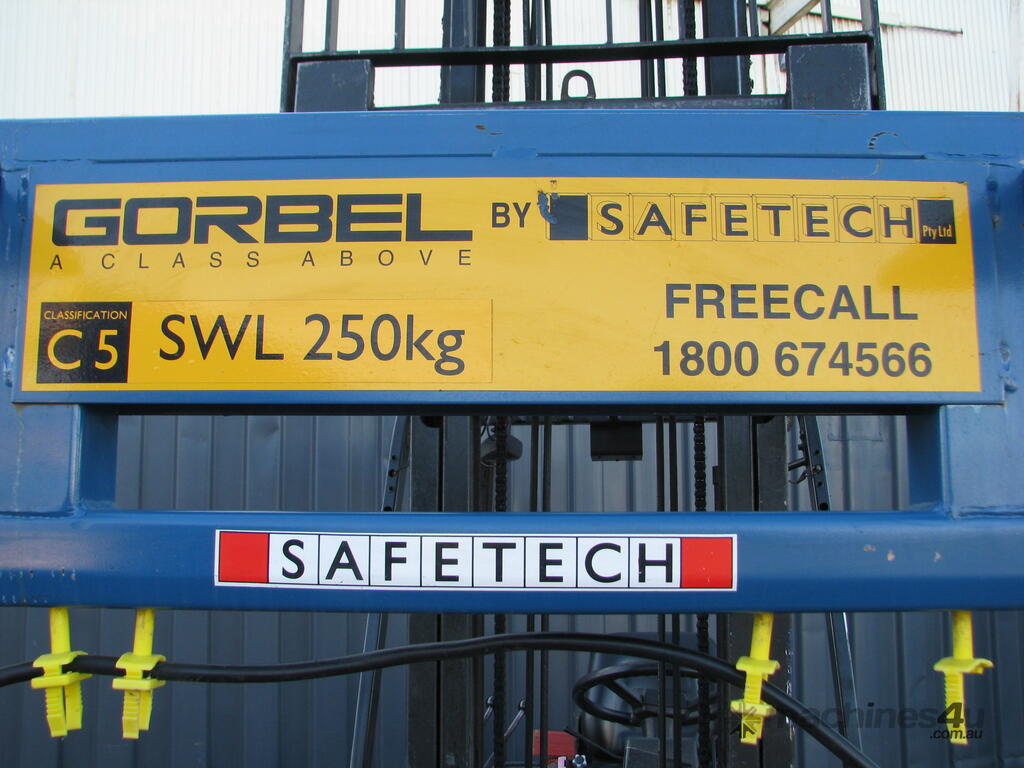 GORBEL BY SAFETECH Pty Ltd
A CLASS ABOVE
CLASSIFICATION
C5
SWL 250kg
FREECALL
1800 674566
SAFETECH
machines4u
.com.au